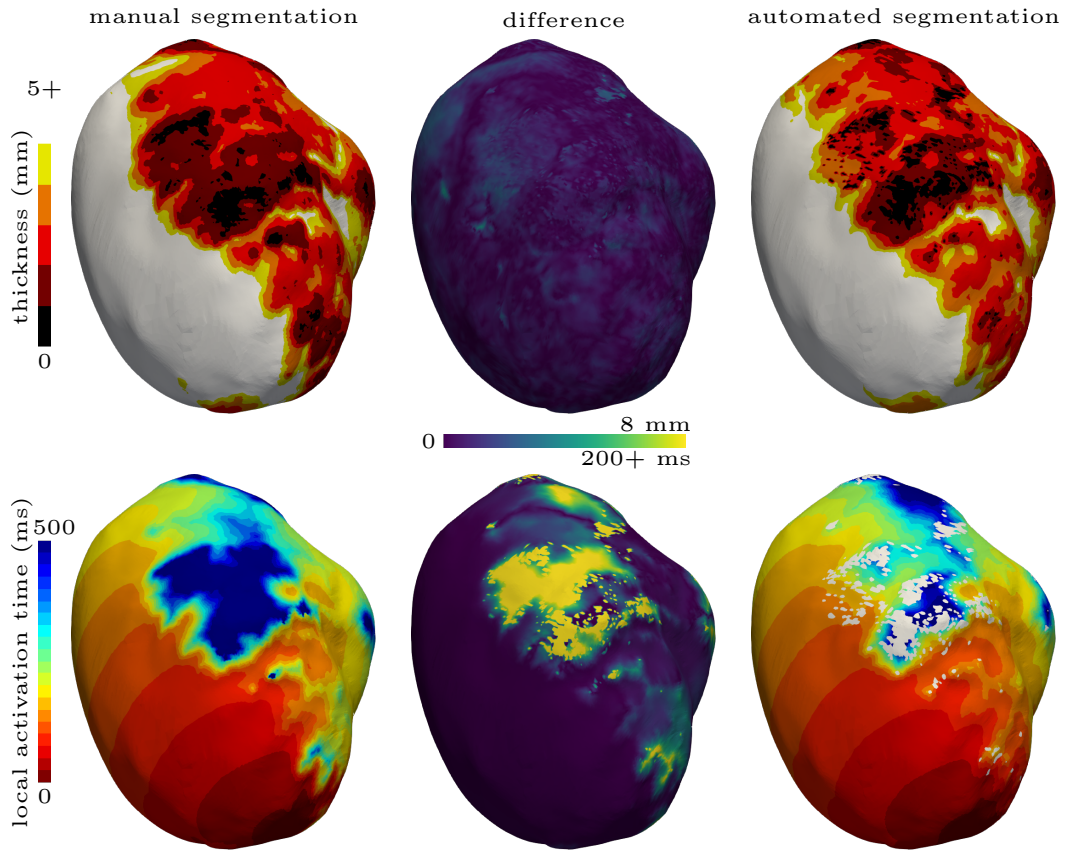 manual segmentation
difference
automated segmentation
5+
thickness (mm)
0
8 mm
0
200+ ms
local activation time (ms)
500
0